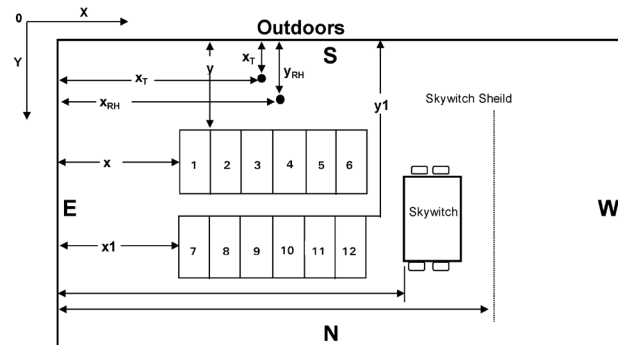 0
X
Y
Outdoors
S
x_T
y
x_T
y_RH
x_RH
y1
Skywitch Sheild
x
1 2 3 4 5 6
E
W
Skywitch
x1
7 8 9 10 11 12
N